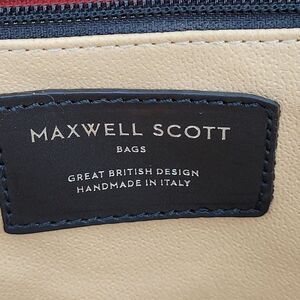 MAXWELL SCOTT
BAGS
GREAT BRITISH DESIGN
HANDMADE IN ITALY